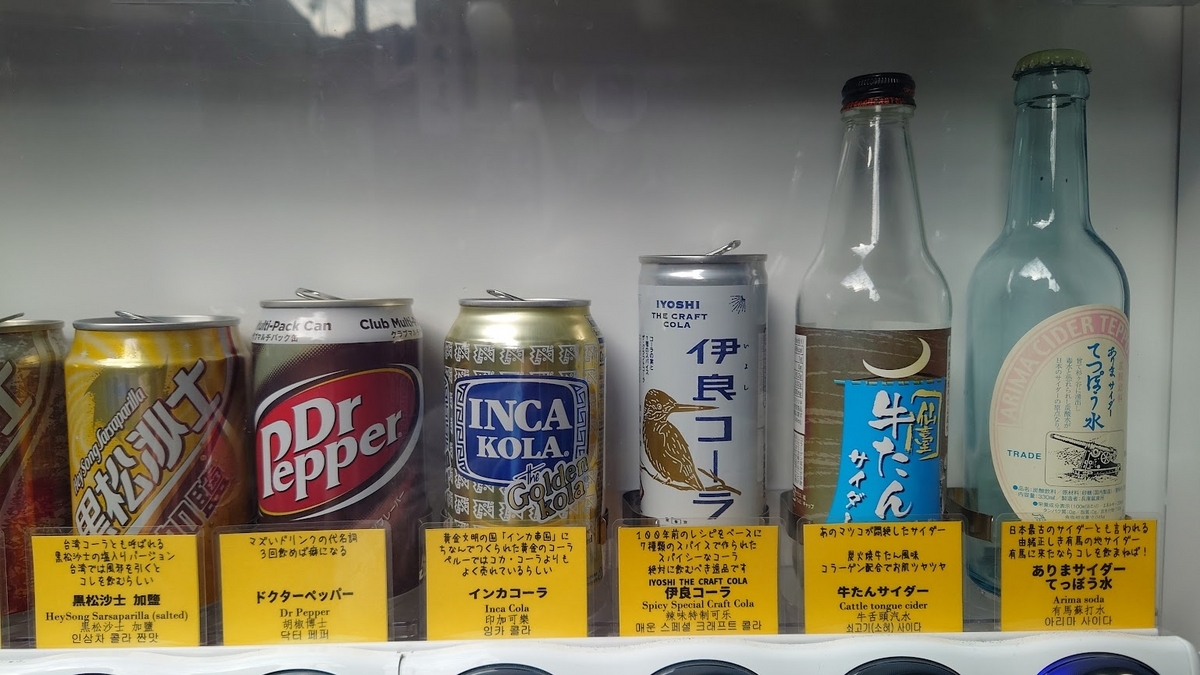 HeySong Sarsaparilla
黒松沙士
加鹽
Multi-Pack Can
Club Multi-
Dr
Pepper
INCA
KOLA
the
Golden
kola
IYOSHI
THE CRAFT
COLA
いよし
伊良コーラ
仙臺
牛たん
サイダー
ARIMA CIDER TEPP
ありま サイダー
てっぽう水
TRADE
台湾コーラとも呼ばれる
黒松沙士の塩入りバージョン
台湾では風邪を引くと
コレを飲むらしい
黒松沙士 加鹽
HeySong Sarsaparilla (salted)
黒松沙士 加鹽
인삼차 콜라 짠맛
マズいドリンクの代名詞
3回飲めば癖になる
ドクターペッパー
Dr Pepper
胡椒博士
닥터 페퍼
黄金文明の国「インカ帝国」に
ちなんでつくられた黄金のコーラ
ペルーではコカ・コーラよりも
よく売れているらしい
インカコーラ
Inca Cola
印加可樂
잉카 콜라
100年前のレシピをベースに
7種類のスパイスで作られた
スパイシーなコーラ
絶対に飲むべき逸品です
IYOSHI THE CRAFT COLA
伊良コーラ
Spicy Special Craft Cola
辣味特制可乐
매운 스페셜 크래프트 콜라
あのマツコが悶絶したサイダー
炭火焼牛たん風味
コラーゲン配合でお肌ツヤツヤ
牛たんサイダー
Cattle tongue cider
牛舌頭汽水
쇠고기(소혀) 사이다
日本最古のサイダーとも言われる
由緒正しき有馬の地サイダー
有馬に来たならコレを飲まねば!
ありまサイダー
てっぽう水
Arima soda
有馬蘇打水
아리마 사이다